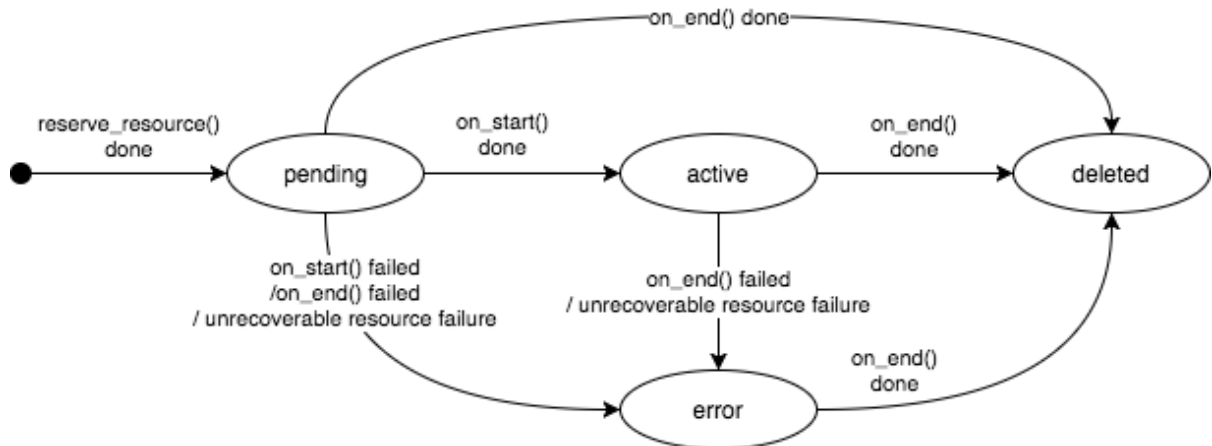 on_end() done
reserve_resource()
done
on_start()
done
on_end()
done
pending
active
deleted
on_start() failed
/on_end() failed
/ unrecoverable resource failure
on_end() failed
/ unrecoverable resource failure
on_end()
done
error